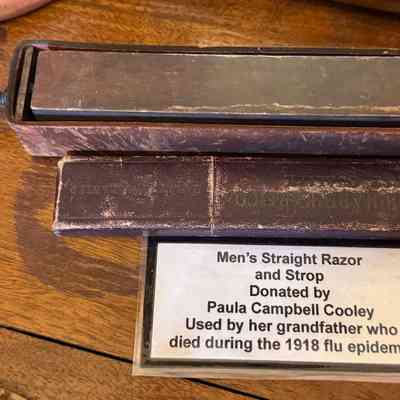 Men's Straight Razor
and Strop
Donated by
Paula Campbell Cooley
Used by her grandfather who
died during the 1918 flu epidem